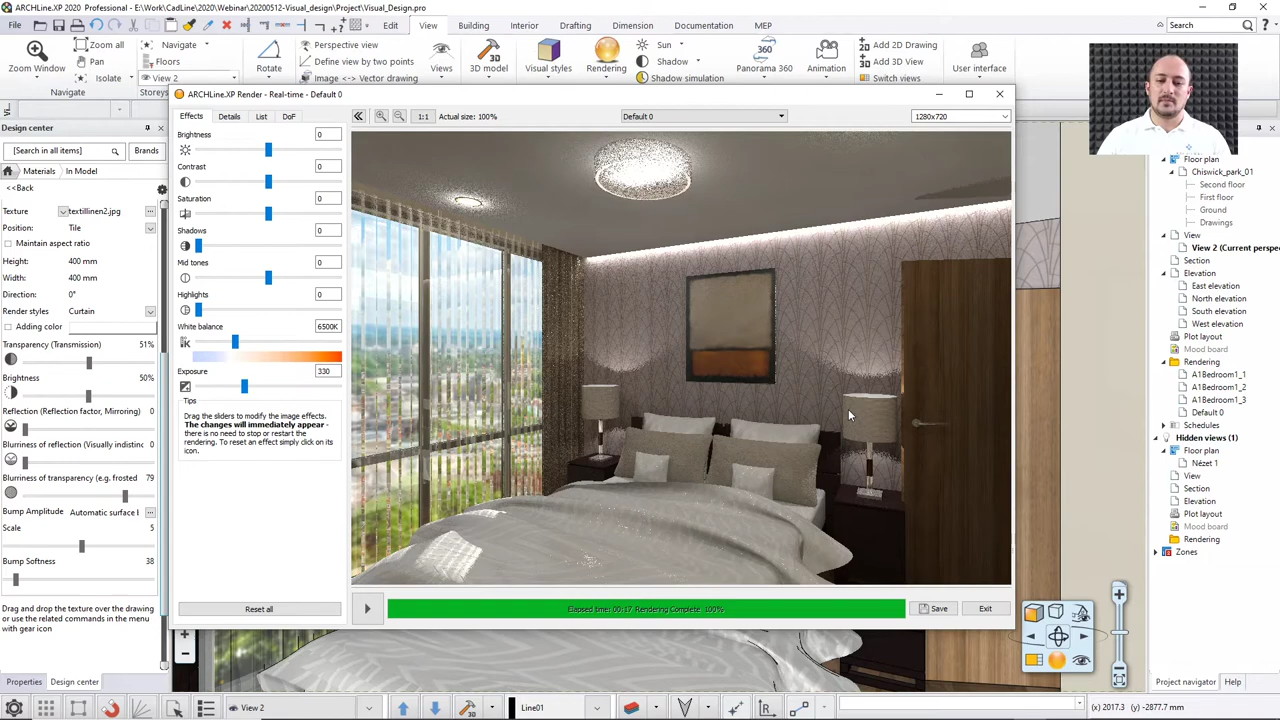 ARCHLine.XP 2020 Professional - E:\Work\CadLine\2020\Webinar\20200512-Visual_design\Project\Visual_Design.pro
File Edit View Building Interior Drafting Dimension Documentation MEP Search
Zoom Window
Zoom all
Pan
Isolate
Navigate
Navigate
Floors
View 2
Storeys
Rotate
Perspective view
Define view by two points
Image <-> Vector drawing
Views
3D model
Visual styles
Rendering
Sun
Shadow
Shadow simulation
Panorama 360
Animation
Add 2D Drawing
Add 3D View
Switch views
User interface
Design center
[Search in all items]
Brands
Materials
In Model
<<Back
Texture
textillinen2.jpg
Position:
Tile
Maintain aspect ratio
Height:
400 mm
Width:
400 mm
Direction:
0°
Render styles
Curtain
Adding color
Transparency (Transmission)
51%
Brightness
50%
Reflection (Reflection factor, Mirroring)
Blurriness of reflection (Visually indistinc
Blurriness of transparency (e.g. frosted
79
Bump Amplitude
Automatic surface b
Scale
5
Bump Softness
38
Drag and drop the texture over the drawing
or use the related commands in the menu
with gear icon
Properties
Design center
ARCHLine.XP Render - Real-time - Default 0
Effects
Details
List
DoF
1:1
Actual size: 100%
Default 0
1280x720
Brightness
0
Contrast
0
Saturation
0
Shadows
0
Mid tones
0
Highlights
0
White balance
6500K
Exposure
330
Tips
Drag the sliders to modify the image effects.
The changes will immediately appear -
there is no need to stop or restart the
rendering. To reset an effect simply click on its
icon.
Reset all
Elapsed time: 00:17 Rendering Complete 100%
Save
Exit
Floor plan
Chiswick_park_01
Second floor
First floor
Ground
Drawings
View
View 2 (Current perspe
Section
Elevation
East elevation
North elevation
South elevation
West elevation
Plot layout
Mood board
Rendering
A1Bedroom1_1
A1Bedroom1_2
A1Bedroom1_3
Default 0
Schedules
Hidden views (1)
Floor plan
Nézet 1
View
Section
Elevation
Plot layout
Mood board
Rendering
Zones
Project navigator
Help
View 2
Line01
(x) 2017.3 (y) -2877.7 mm